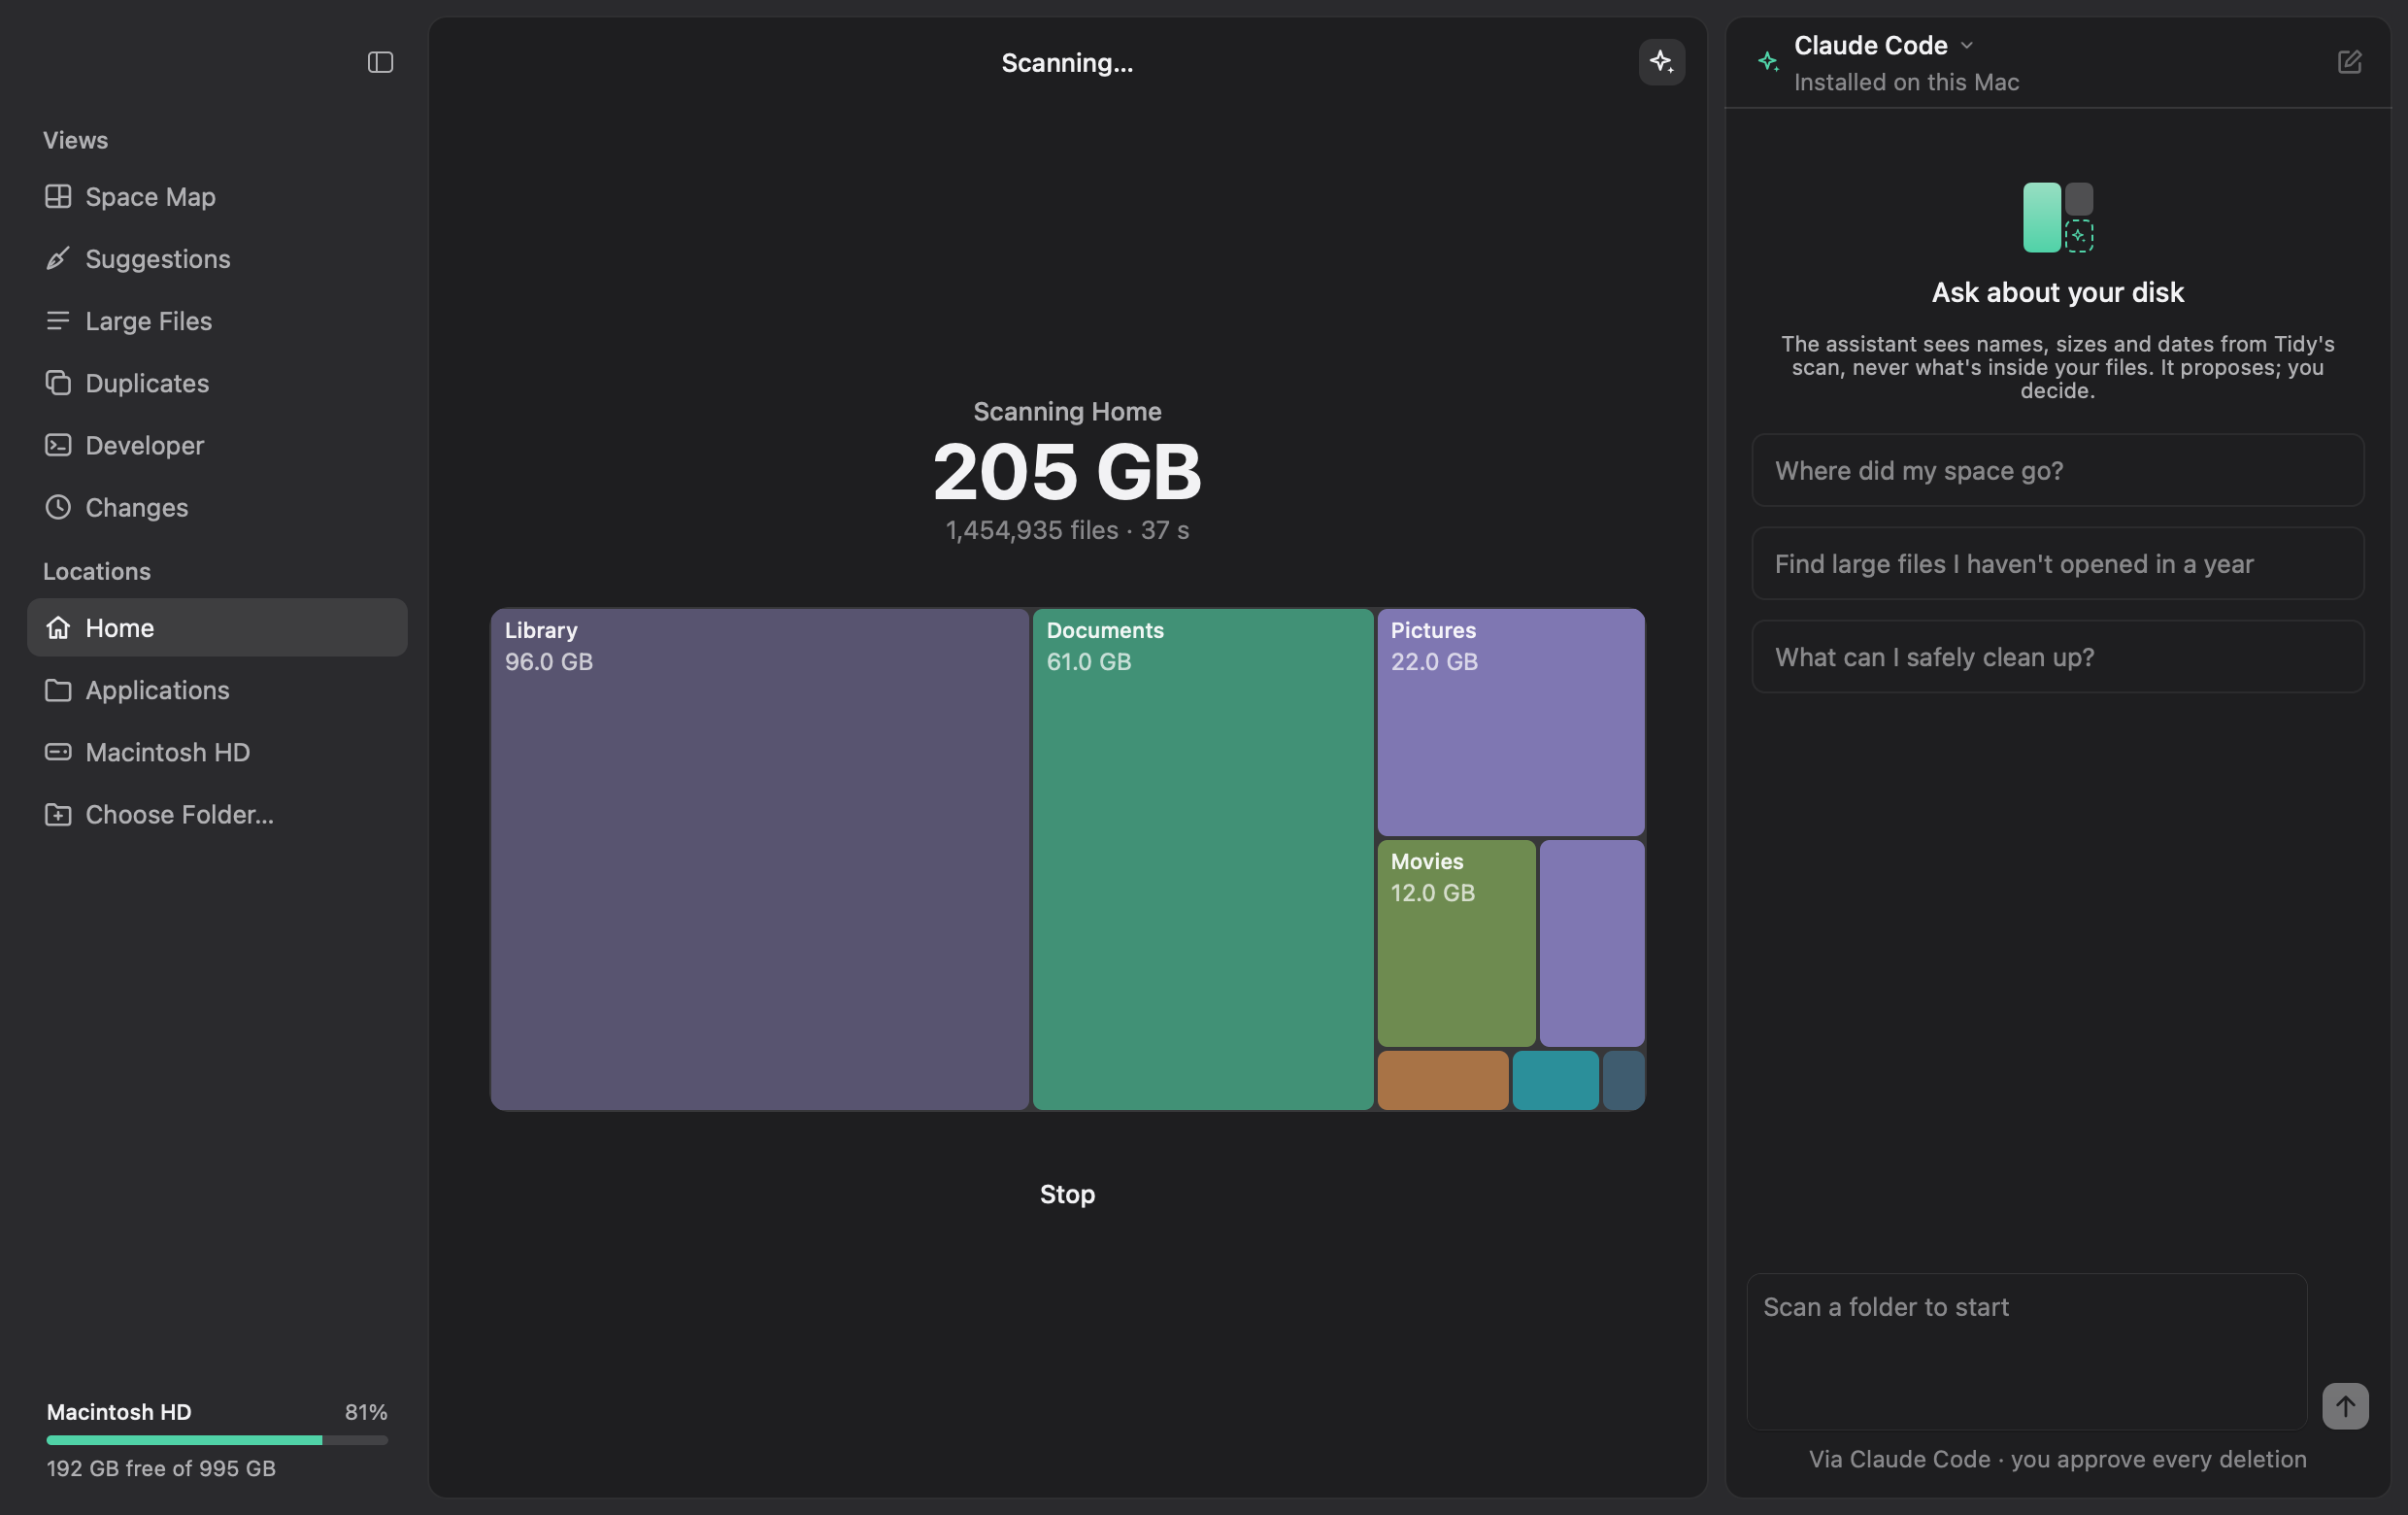 Views
Space Map
Suggestions
Large Files
Duplicates
Developer
Changes
Locations
Home
Applications
Macintosh HD
Choose Folder...
Macintosh HD 81%
192 GB free of 995 GB
Scanning...
Scanning Home
205 GB
1,454,935 files · 37 s
Library
96.0 GB
Documents
61.0 GB
Pictures
22.0 GB
Movies
12.0 GB
Stop
Claude Code
Installed on this Mac
Ask about your disk
The assistant sees names, sizes and dates from Tidy's
scan, never what's inside your files. It proposes; you
decide.
Where did my space go?
Find large files I haven't opened in a year
What can I safely clean up?
Scan a folder to start
Via Claude Code · you approve every deletion